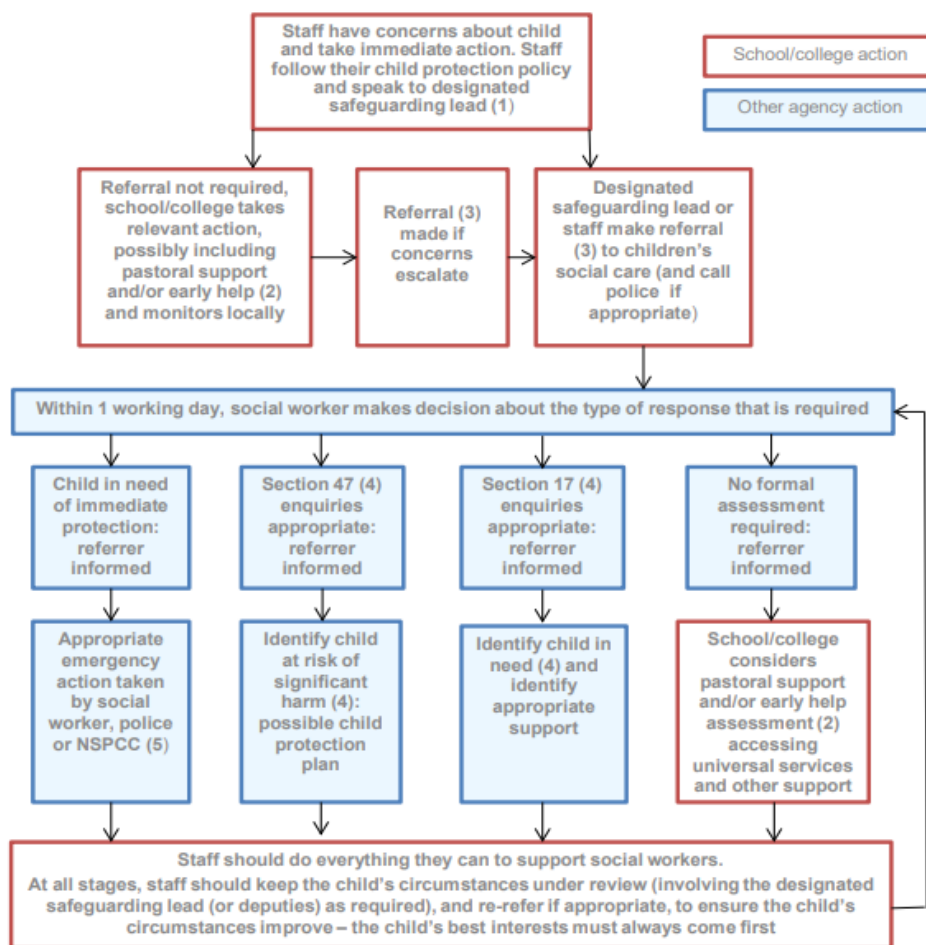 Staff have concerns about child
and take immediate action. Staff
follow their child protection policy
and speak to designated
safeguarding lead (1)
School/college action
Other agency action
Referral not required,
school/college takes
relevant action,
possibly including
pastoral support
and/or early help (2)
and monitors locally
Referral (3)
made if
concerns
escalate
Designated
safeguarding lead or
staff make referral
(3) to children's
social care (and call
police if
appropriate)
Within 1 working day, social worker makes decision about the type of response that is required
Child in need
of immediate
protection:
referrer
informed
Section 47 (4)
enquiries
appropriate:
referrer
informed
Section 17 (4)
enquiries
appropriate:
referrer
informed
No formal
assessment
required:
referrer
informed
Appropriate
emergency
action taken
by social
worker, police
or NSPCC (5)
Identify child
at risk of
significant
harm (4):
possible child
protection
plan
Identify child in
need (4) and
identify
appropriate
support
School/college
considers
pastoral support
and/or early help
assessment (2)
accessing
universal services
and other support
Staff should do everything they can to support social workers.
At all stages, staff should keep the child's circumstances under review (involving the designated
safeguarding lead (or deputies) as required), and re-refer if appropriate, to ensure the child's
circumstances improve – the child's best interests must always come first